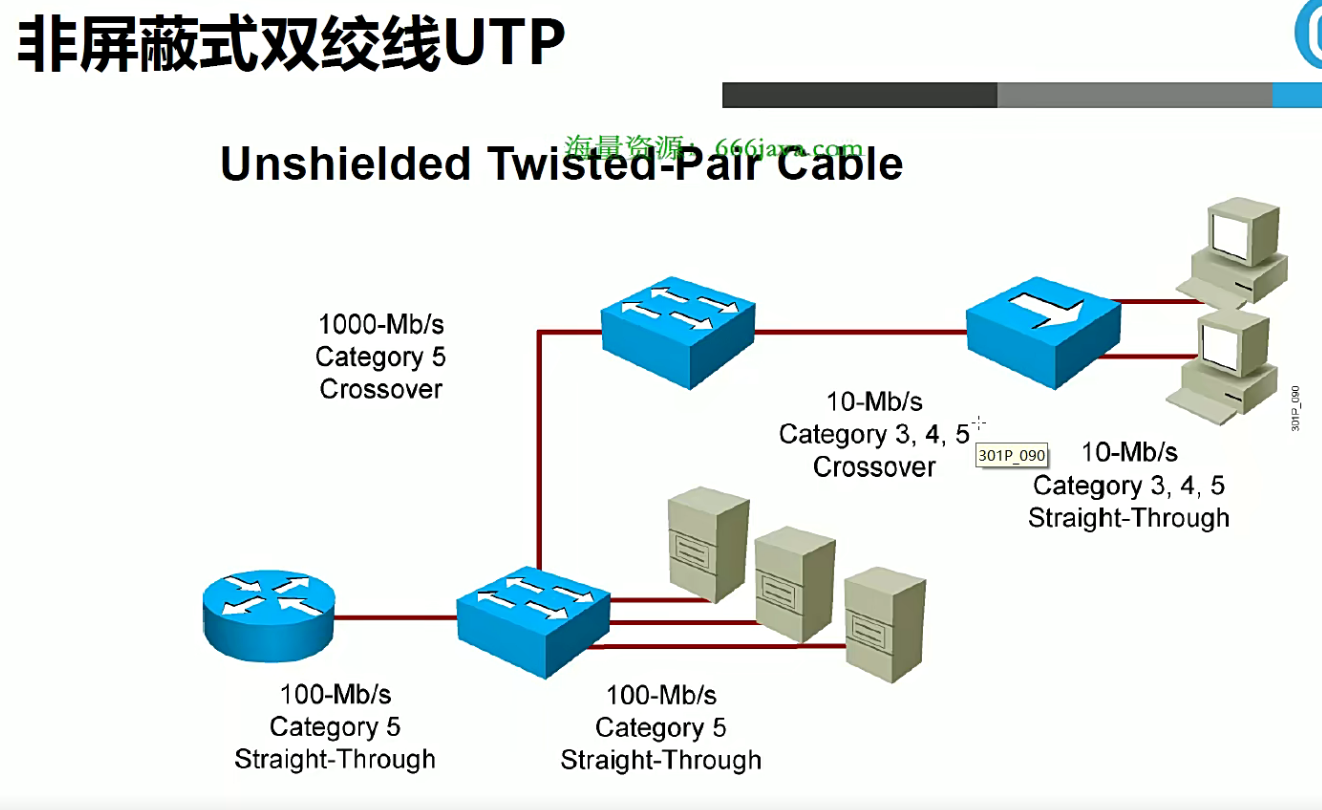 非屏蔽式双绞线UTP
海量资源：666java.com
Unshielded Twisted-Pair Cable
1000-Mb/s
Category 5
Crossover
10-Mb/s
Category 3, 4, 5
Crossover
301P_090
10-Mb/s
Category 3, 4, 5
Straight-Through
301P_090
100-Mb/s
Category 5
Straight-Through
100-Mb/s
Category 5
Straight-Through